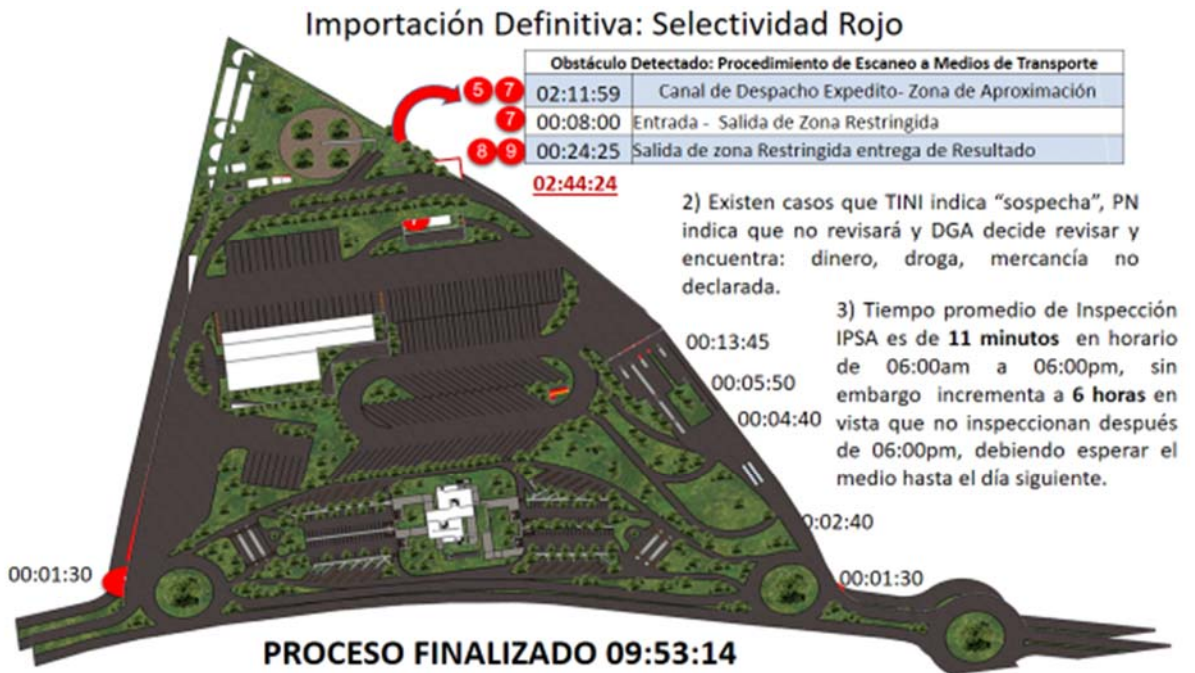 Importación Definitiva: Selectividad Rojo
Obstáculo Detectado: Procedimiento de Escaneo a Medios de Transporte
5 7 02:11:59 Canal de Despacho Expedito- Zona de Aproximación
7 00:08:00 Entrada - Salida de Zona Restringida
8 9 00:24:25 Salida de zona Restringida entrega de Resultado
02:44:24
2) Existen casos que TINI indica “sospecha”, PN
indica que no revisará y DGA decide revisar y
encuentra: dinero, droga, mercancía no
declarada.
3) Tiempo promedio de Inspección
IPSA es de 11 minutos en horario
de 06:00am a 06:00pm, sin
embargo incrementa a 6 horas en
vista que no inspeccionan después
de 06:00pm, debiendo esperar el
medio hasta el día siguiente.
00:13:45
00:05:50
00:04:40
0:02:40
00:01:30
00:01:30
PROCESO FINALIZADO 09:53:14